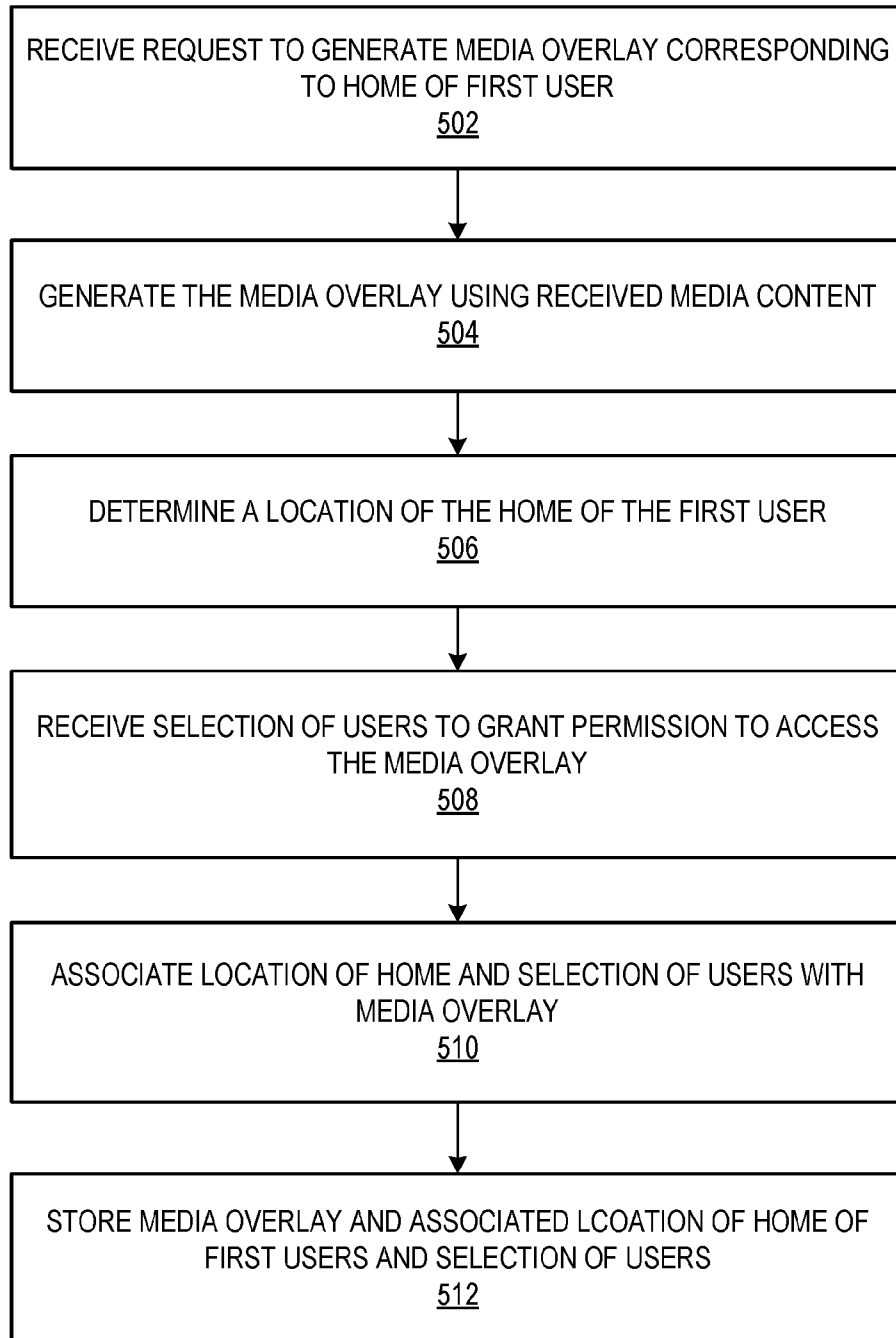 RECEIVE REQUEST TO GENERATE MEDIA OVERLAY CORRESPONDING
TO HOME OF FIRST USER
502
GENERATE THE MEDIA OVERLAY USING RECEIVED MEDIA CONTENT
504
DETERMINE A LOCATION OF THE HOME OF THE FIRST USER
506
RECEIVE SELECTION OF USERS TO GRANT PERMISSION TO ACCESS
THE MEDIA OVERLAY
508
ASSOCIATE LOCATION OF HOME AND SELECTION OF USERS WITH
MEDIA OVERLAY
510
STORE MEDIA OVERLAY AND ASSOCIATED LCOATION OF HOME OF
FIRST USERS AND SELECTION OF USERS
512